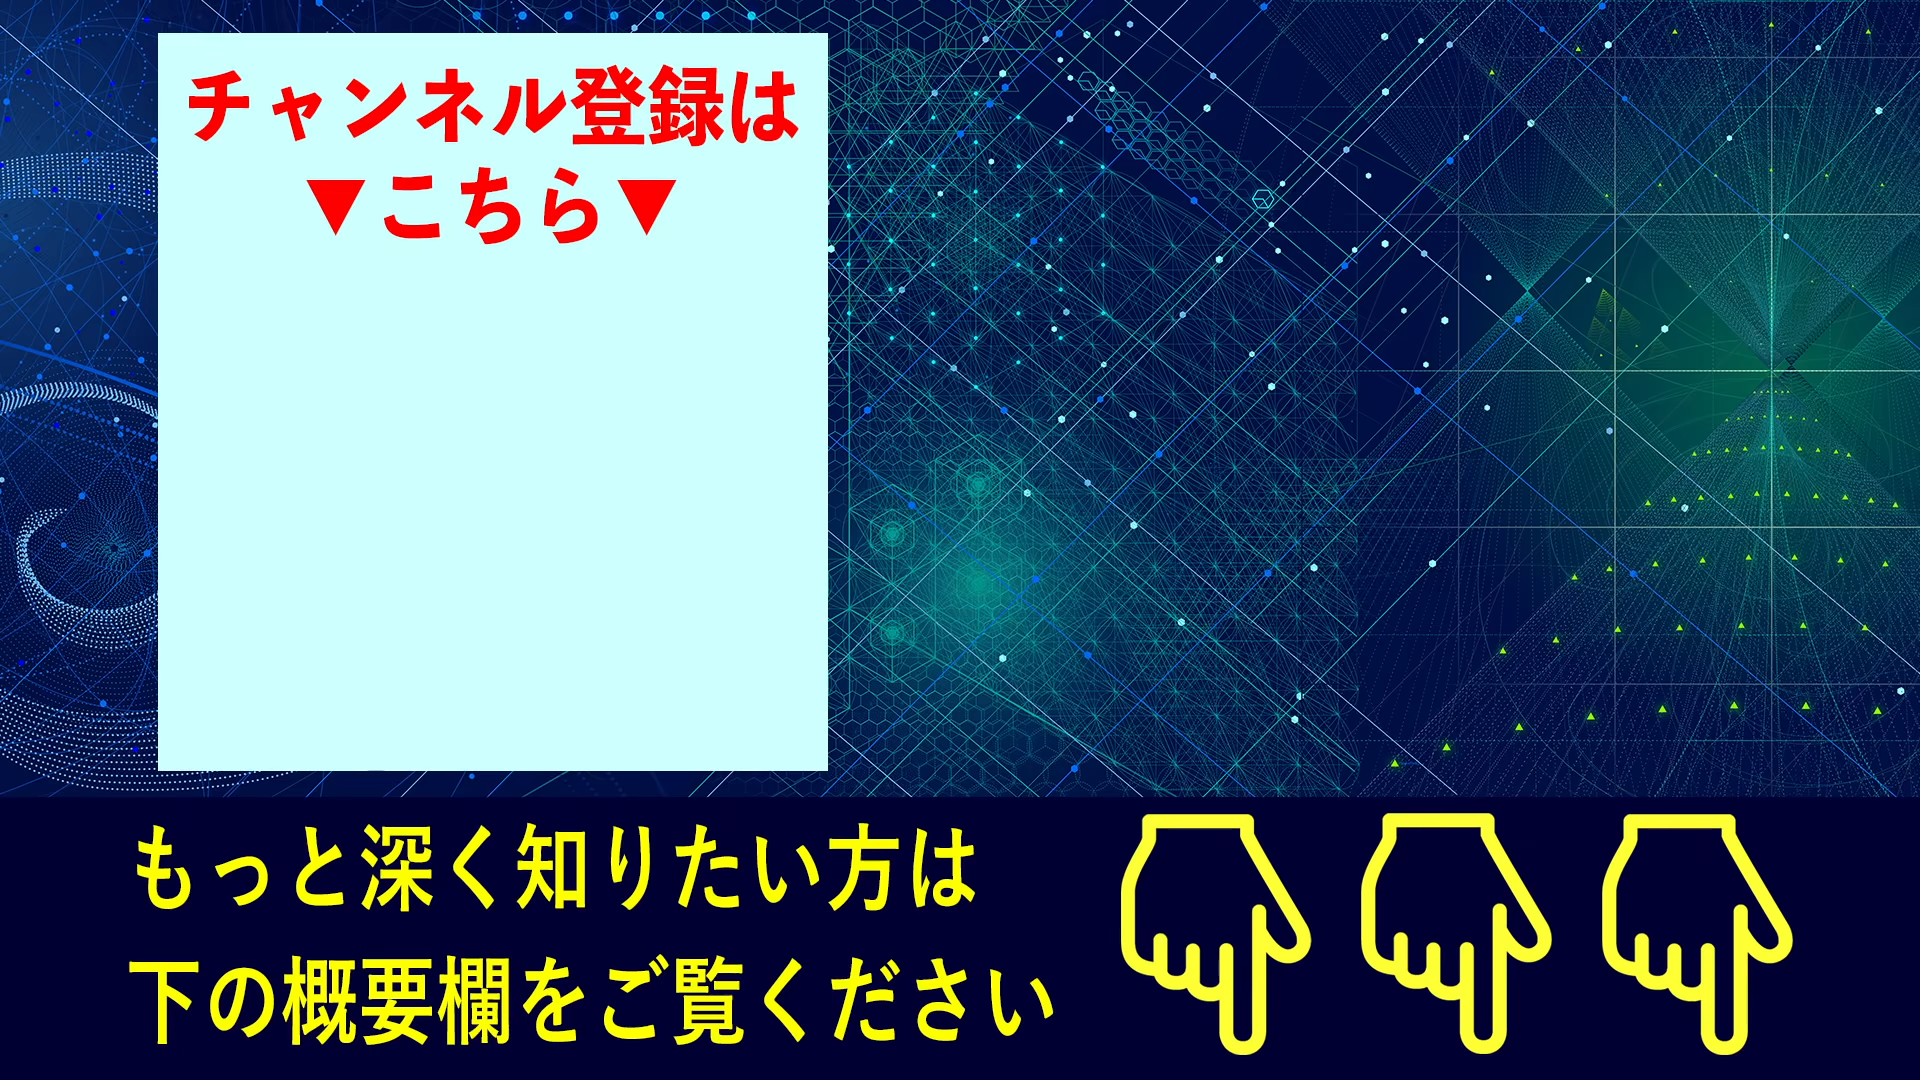 チャンネル登録は
▼こちら▼
もっと深く知りたい方は
下の概要欄をご覧ください